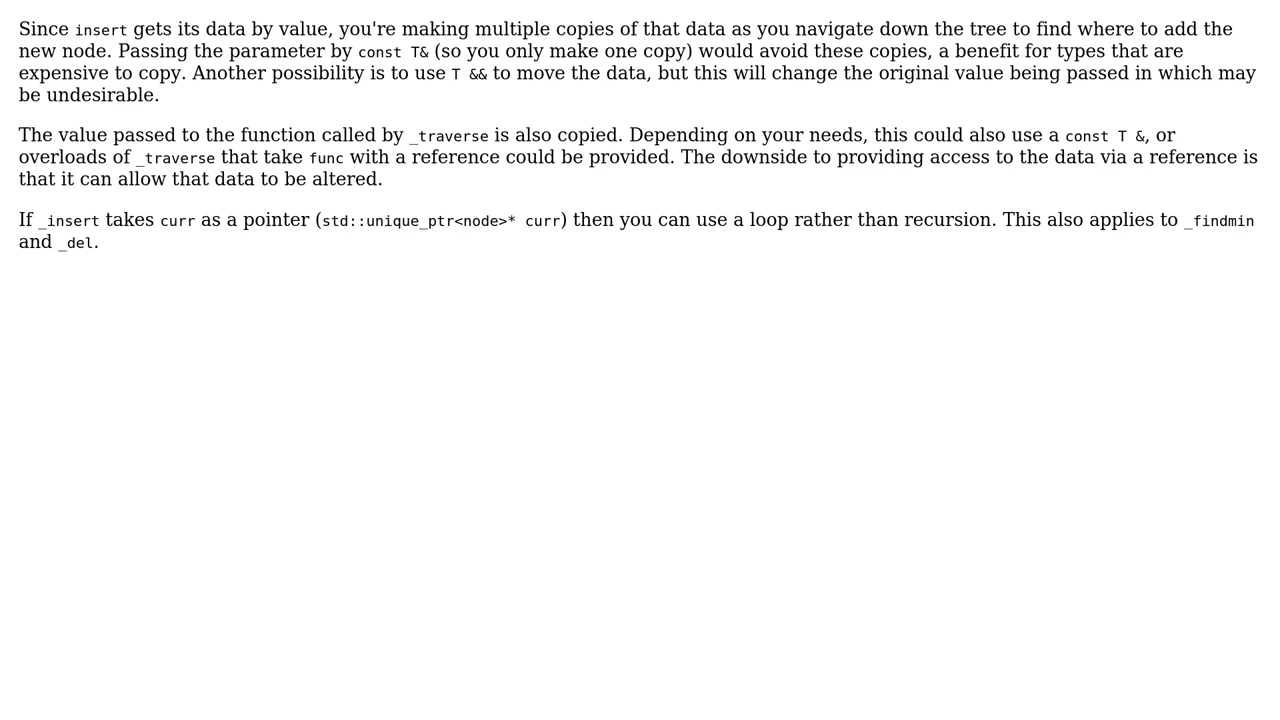 Since insert gets its data by value, you're making multiple copies of that data as you navigate down the tree to find where to add the
new node. Passing the parameter by const T& (so you only make one copy) would avoid these copies, a benefit for types that are
expensive to copy. Another possibility is to use T && to move the data, but this will change the original value being passed in which may
be undesirable.
The value passed to the function called by _traverse is also copied. Depending on your needs, this could also use a const T &, or
overloads of _traverse that take func with a reference could be provided. The downside to providing access to the data via a reference is
that it can allow that data to be altered.
If _insert takes curr as a pointer (std::unique_ptr<node>* curr) then you can use a loop rather than recursion. This also applies to _findmin
and _del.